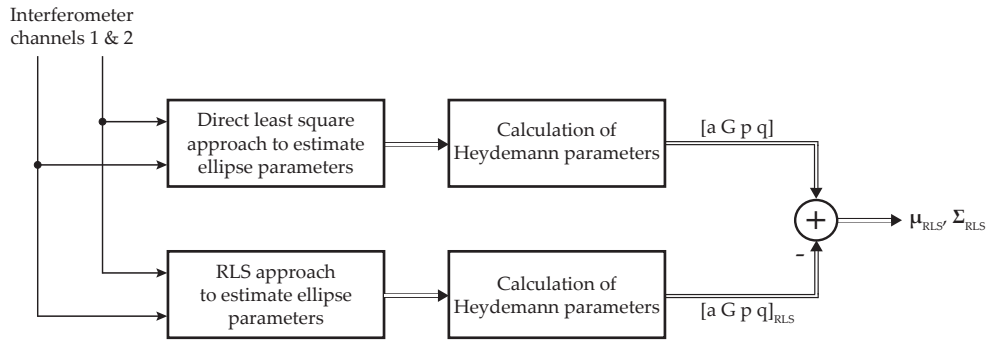 Interferometer
channels 1 & 2
Direct least square
approach to estimate
ellipse parameters
Calculation of
Heydemann parameters
[a G p q]
+
-
μRLS, ΣRLS
RLS approach
to estimate ellipse
parameters
Calculation of
Heydemann parameters
[a G p q]RLS